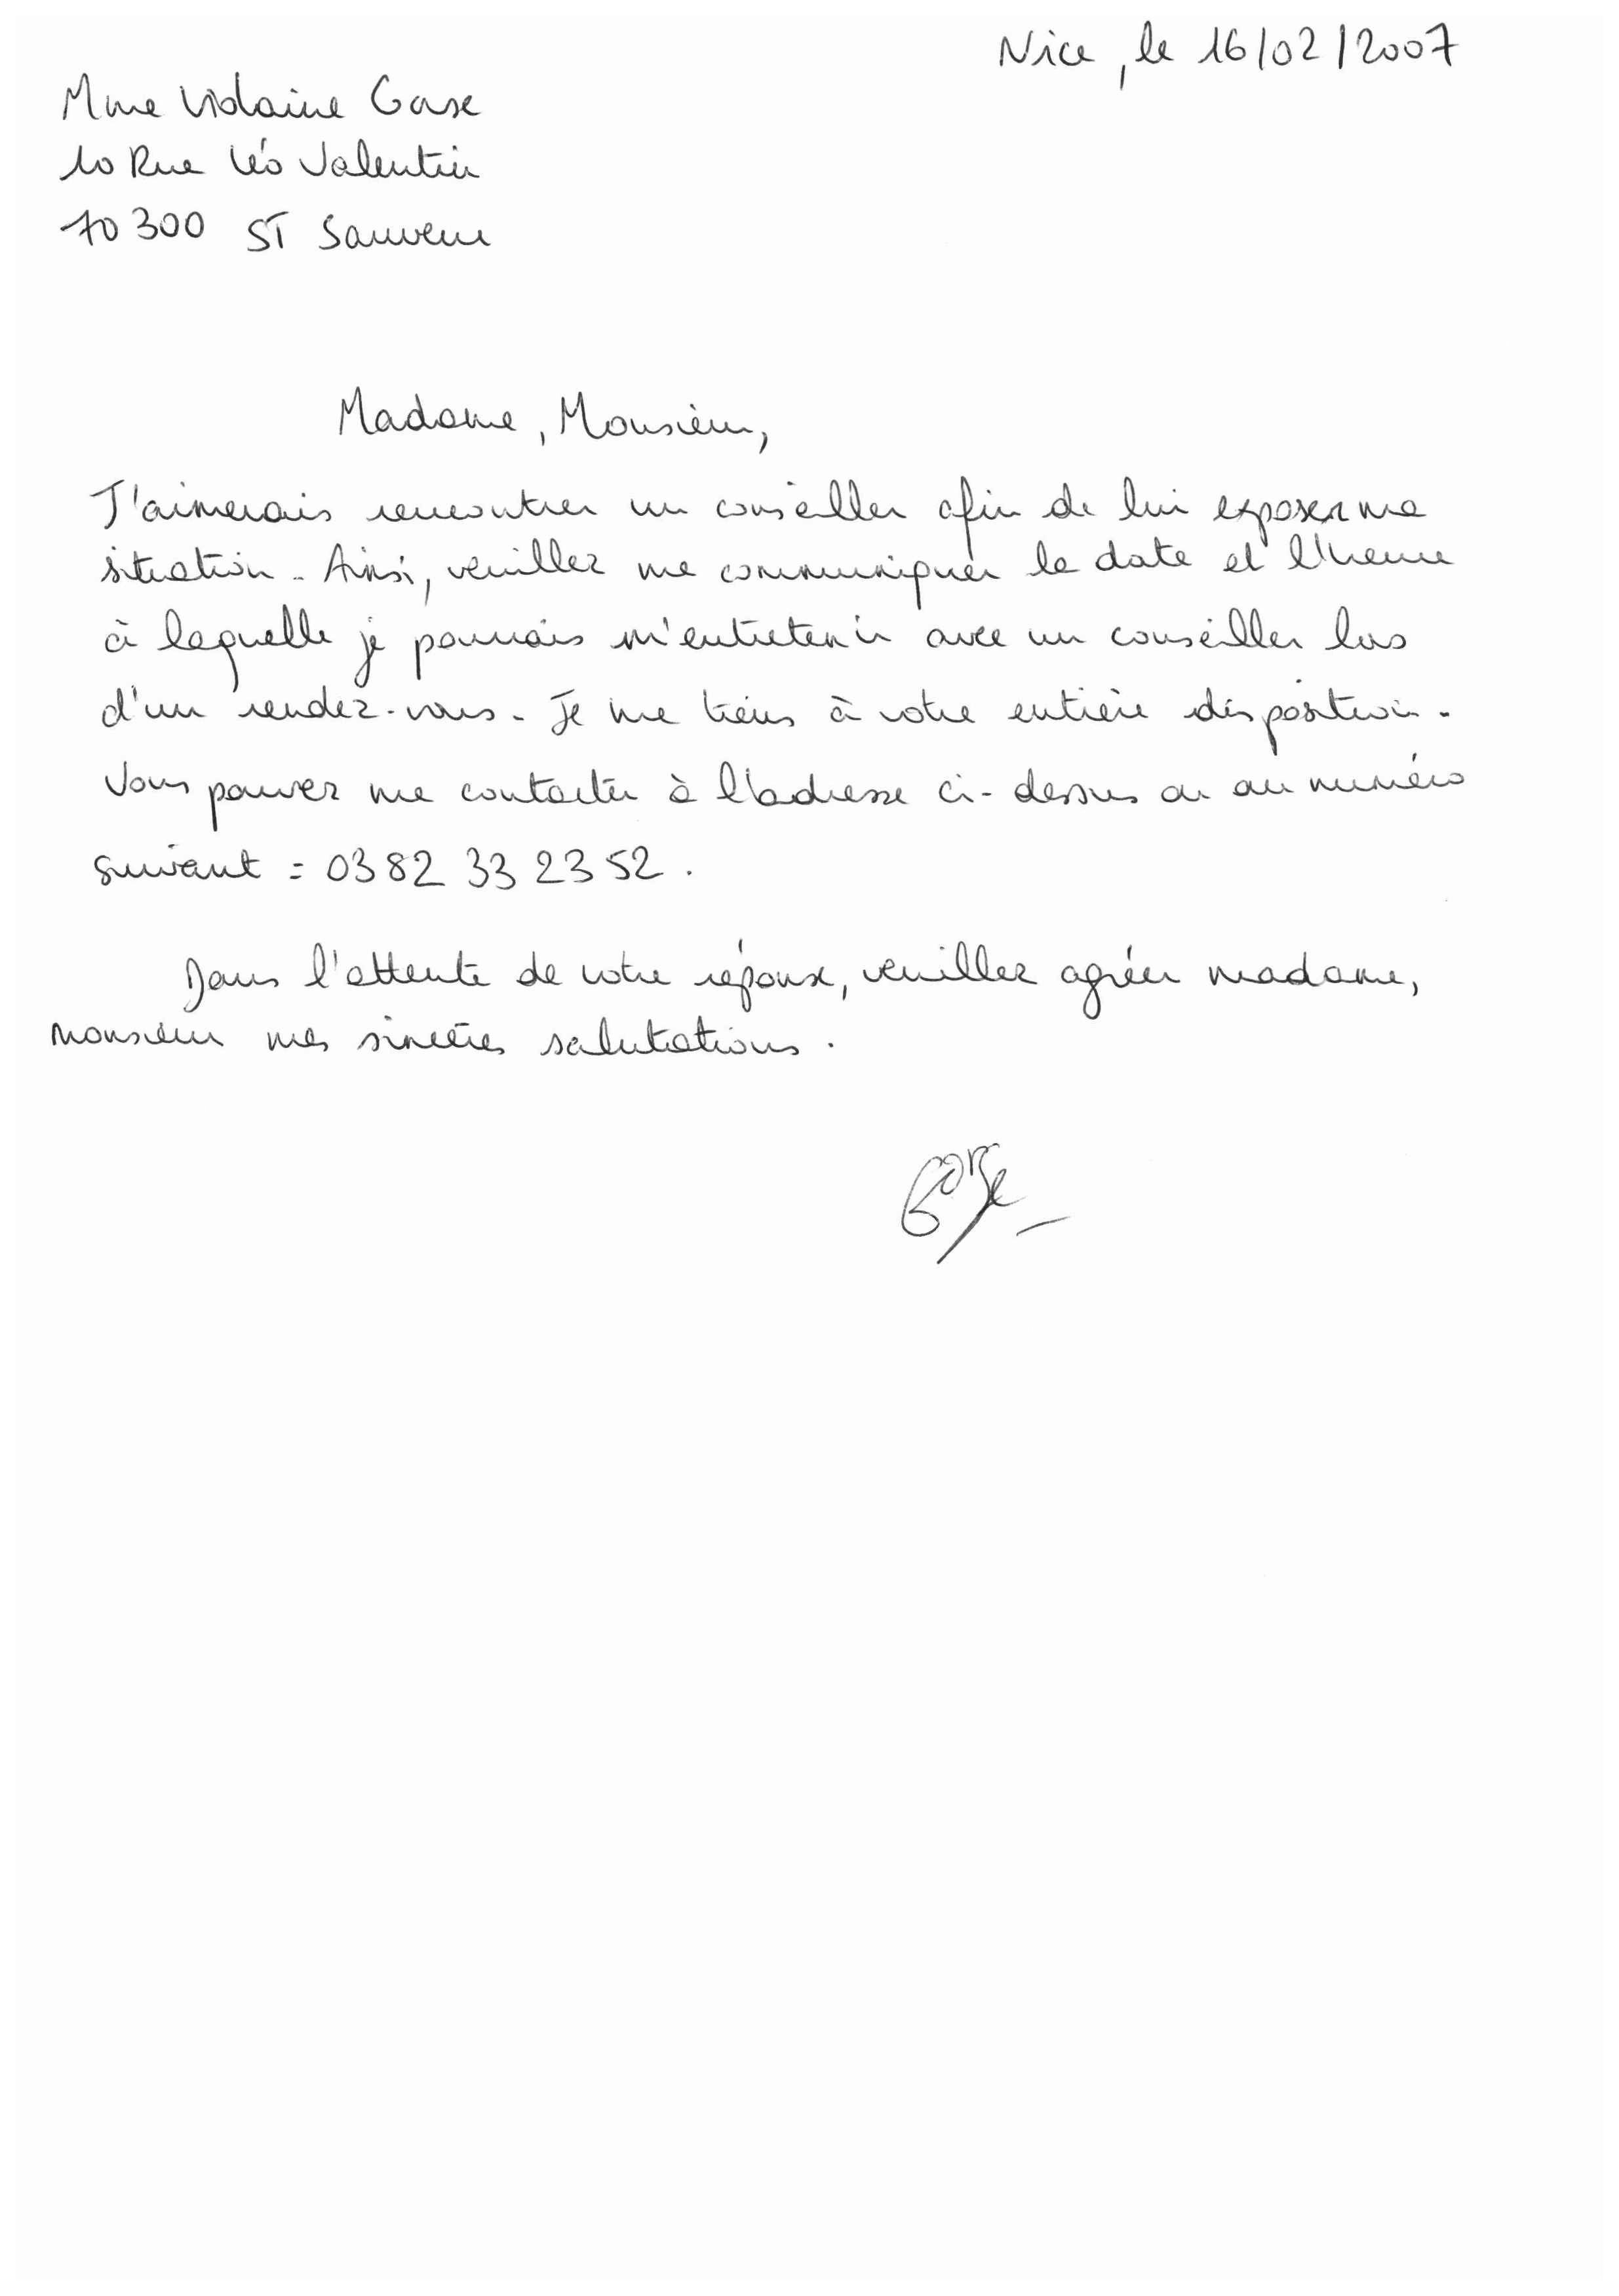 Nice, le 16/02/2007
Mme Violaine Gorse
10 Rue Léo Valentin
70300 ST Sauveur
Madame, Monsieur,
J'aimerais rencontrer un conseiller afin de lui exposer ma
situation. Ainsi, veuillez me communiquer la date et l'heure
à laquelle je pourrais m'entretenir avec un conseiller lors
d'un rendez-vous. Je me tiens à votre entière disposition.
Vous pouvez me contacter à l'adresse ci-dessus ou au numéro
suivant : 03 82 33 23 52.
Dans l'attente de votre réponse, veuillez agréer madame,
monsieur mes sincères salutations.
Gorse